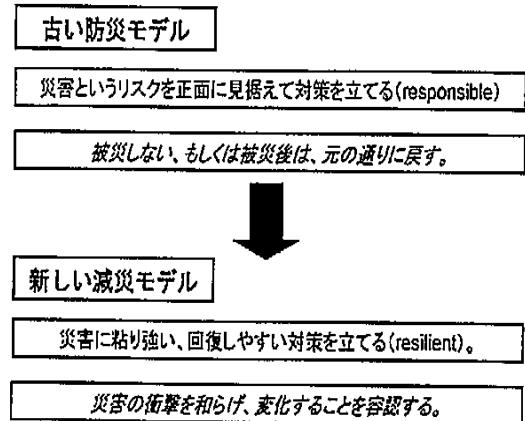 古い防災モデル
災害というリスクを正面に見据えて対策を立てる(responsible)
被災しない、もしくは被災後は、元の通りに戻す。
新しい減災モデル
災害に粘り強い、回復しやすい対策を立てる(resilient)。
災害の衝撃を和らげ、変化することを容認する。